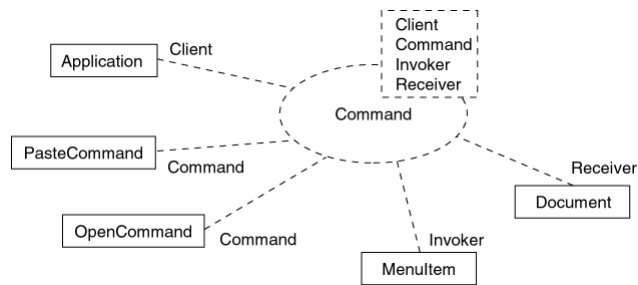 Client
Command
Invoker
Receiver
Client
Application
Command
PasteCommand
Command
Receiver
Document
OpenCommand
Command
Invoker
MenuItem